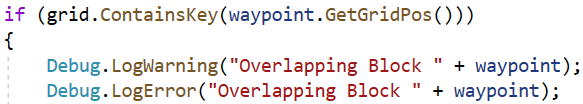 if (grid.ContainsKey(waypoint.GetGridPos()))
{
    Debug.LogWarning("Overlapping Block " + waypoint);
    Debug.LogError("Overlapping Block " + waypoint);